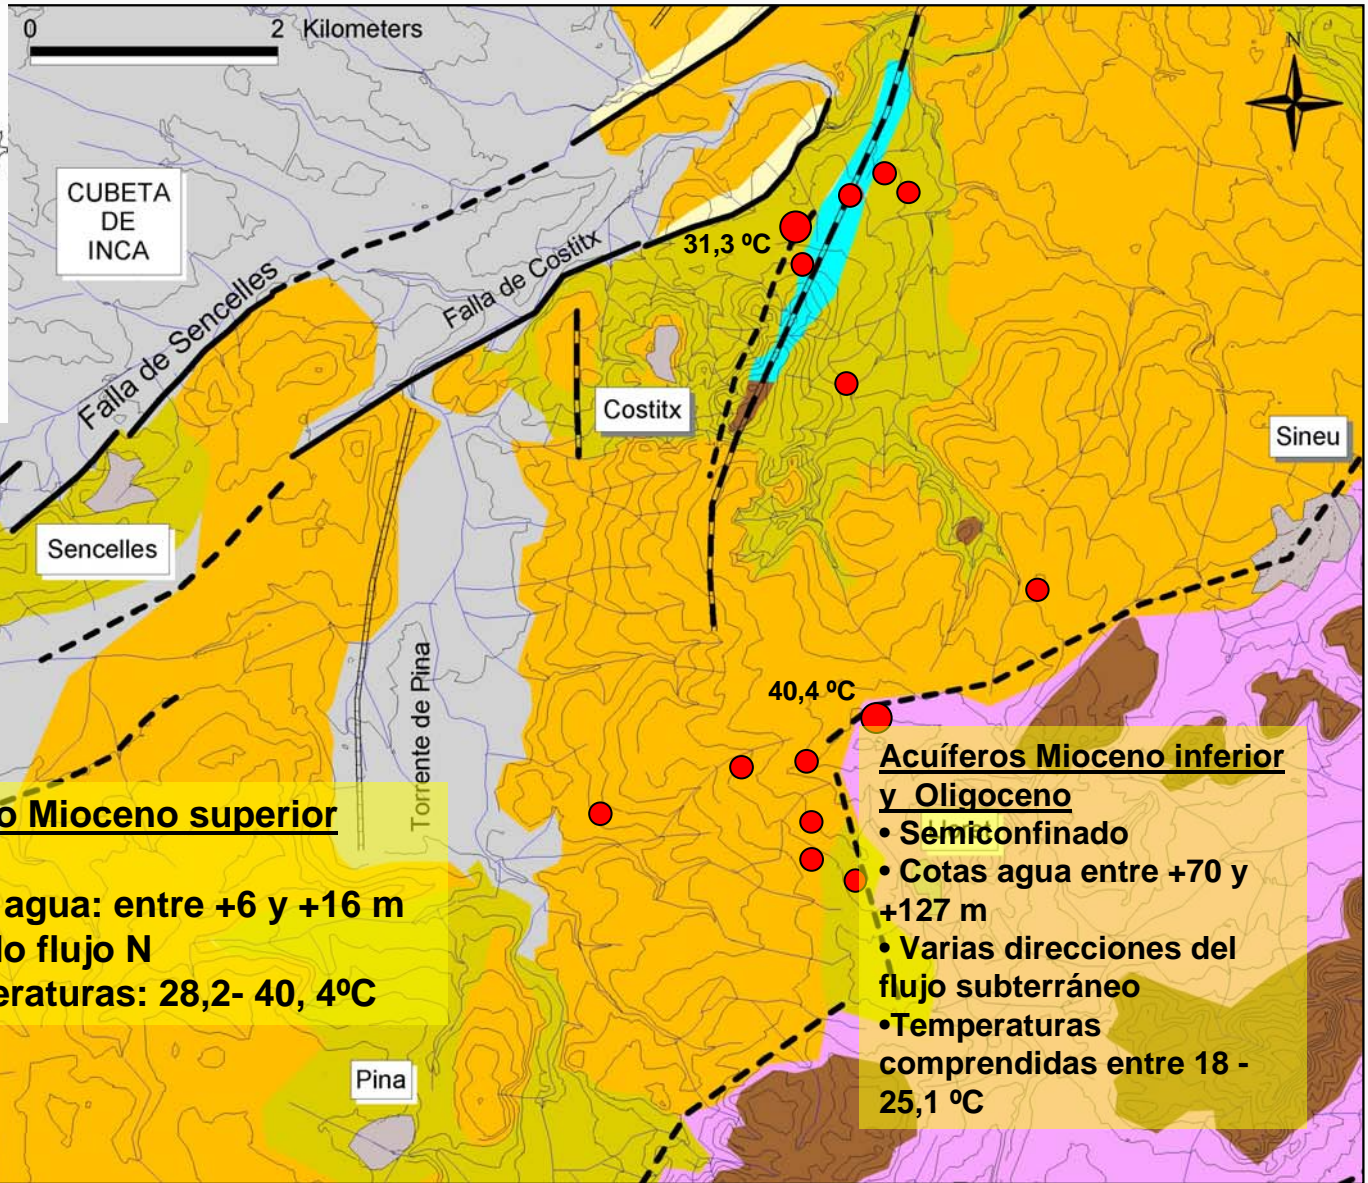 0 2 Kilometers
N
CUBETA
DE
INCA
31,3 ºC
Falla de Costitx
Falla de Sencelles
Costitx
Sineu
Sencelles
Torrente de Pina
40,4 ºC
o Mioceno superior
agua: entre +6 y +16 m
lo flujo N
eraturas: 28,2- 40, 4ºC
Acuíferos Mioceno inferior
y Oligoceno
• Semiconfinado
• Cotas agua entre +70 y
+127 m
• Varias direcciones del
flujo subterráneo
•Temperaturas
comprendidas entre 18 -
25,1 ºC
Pina